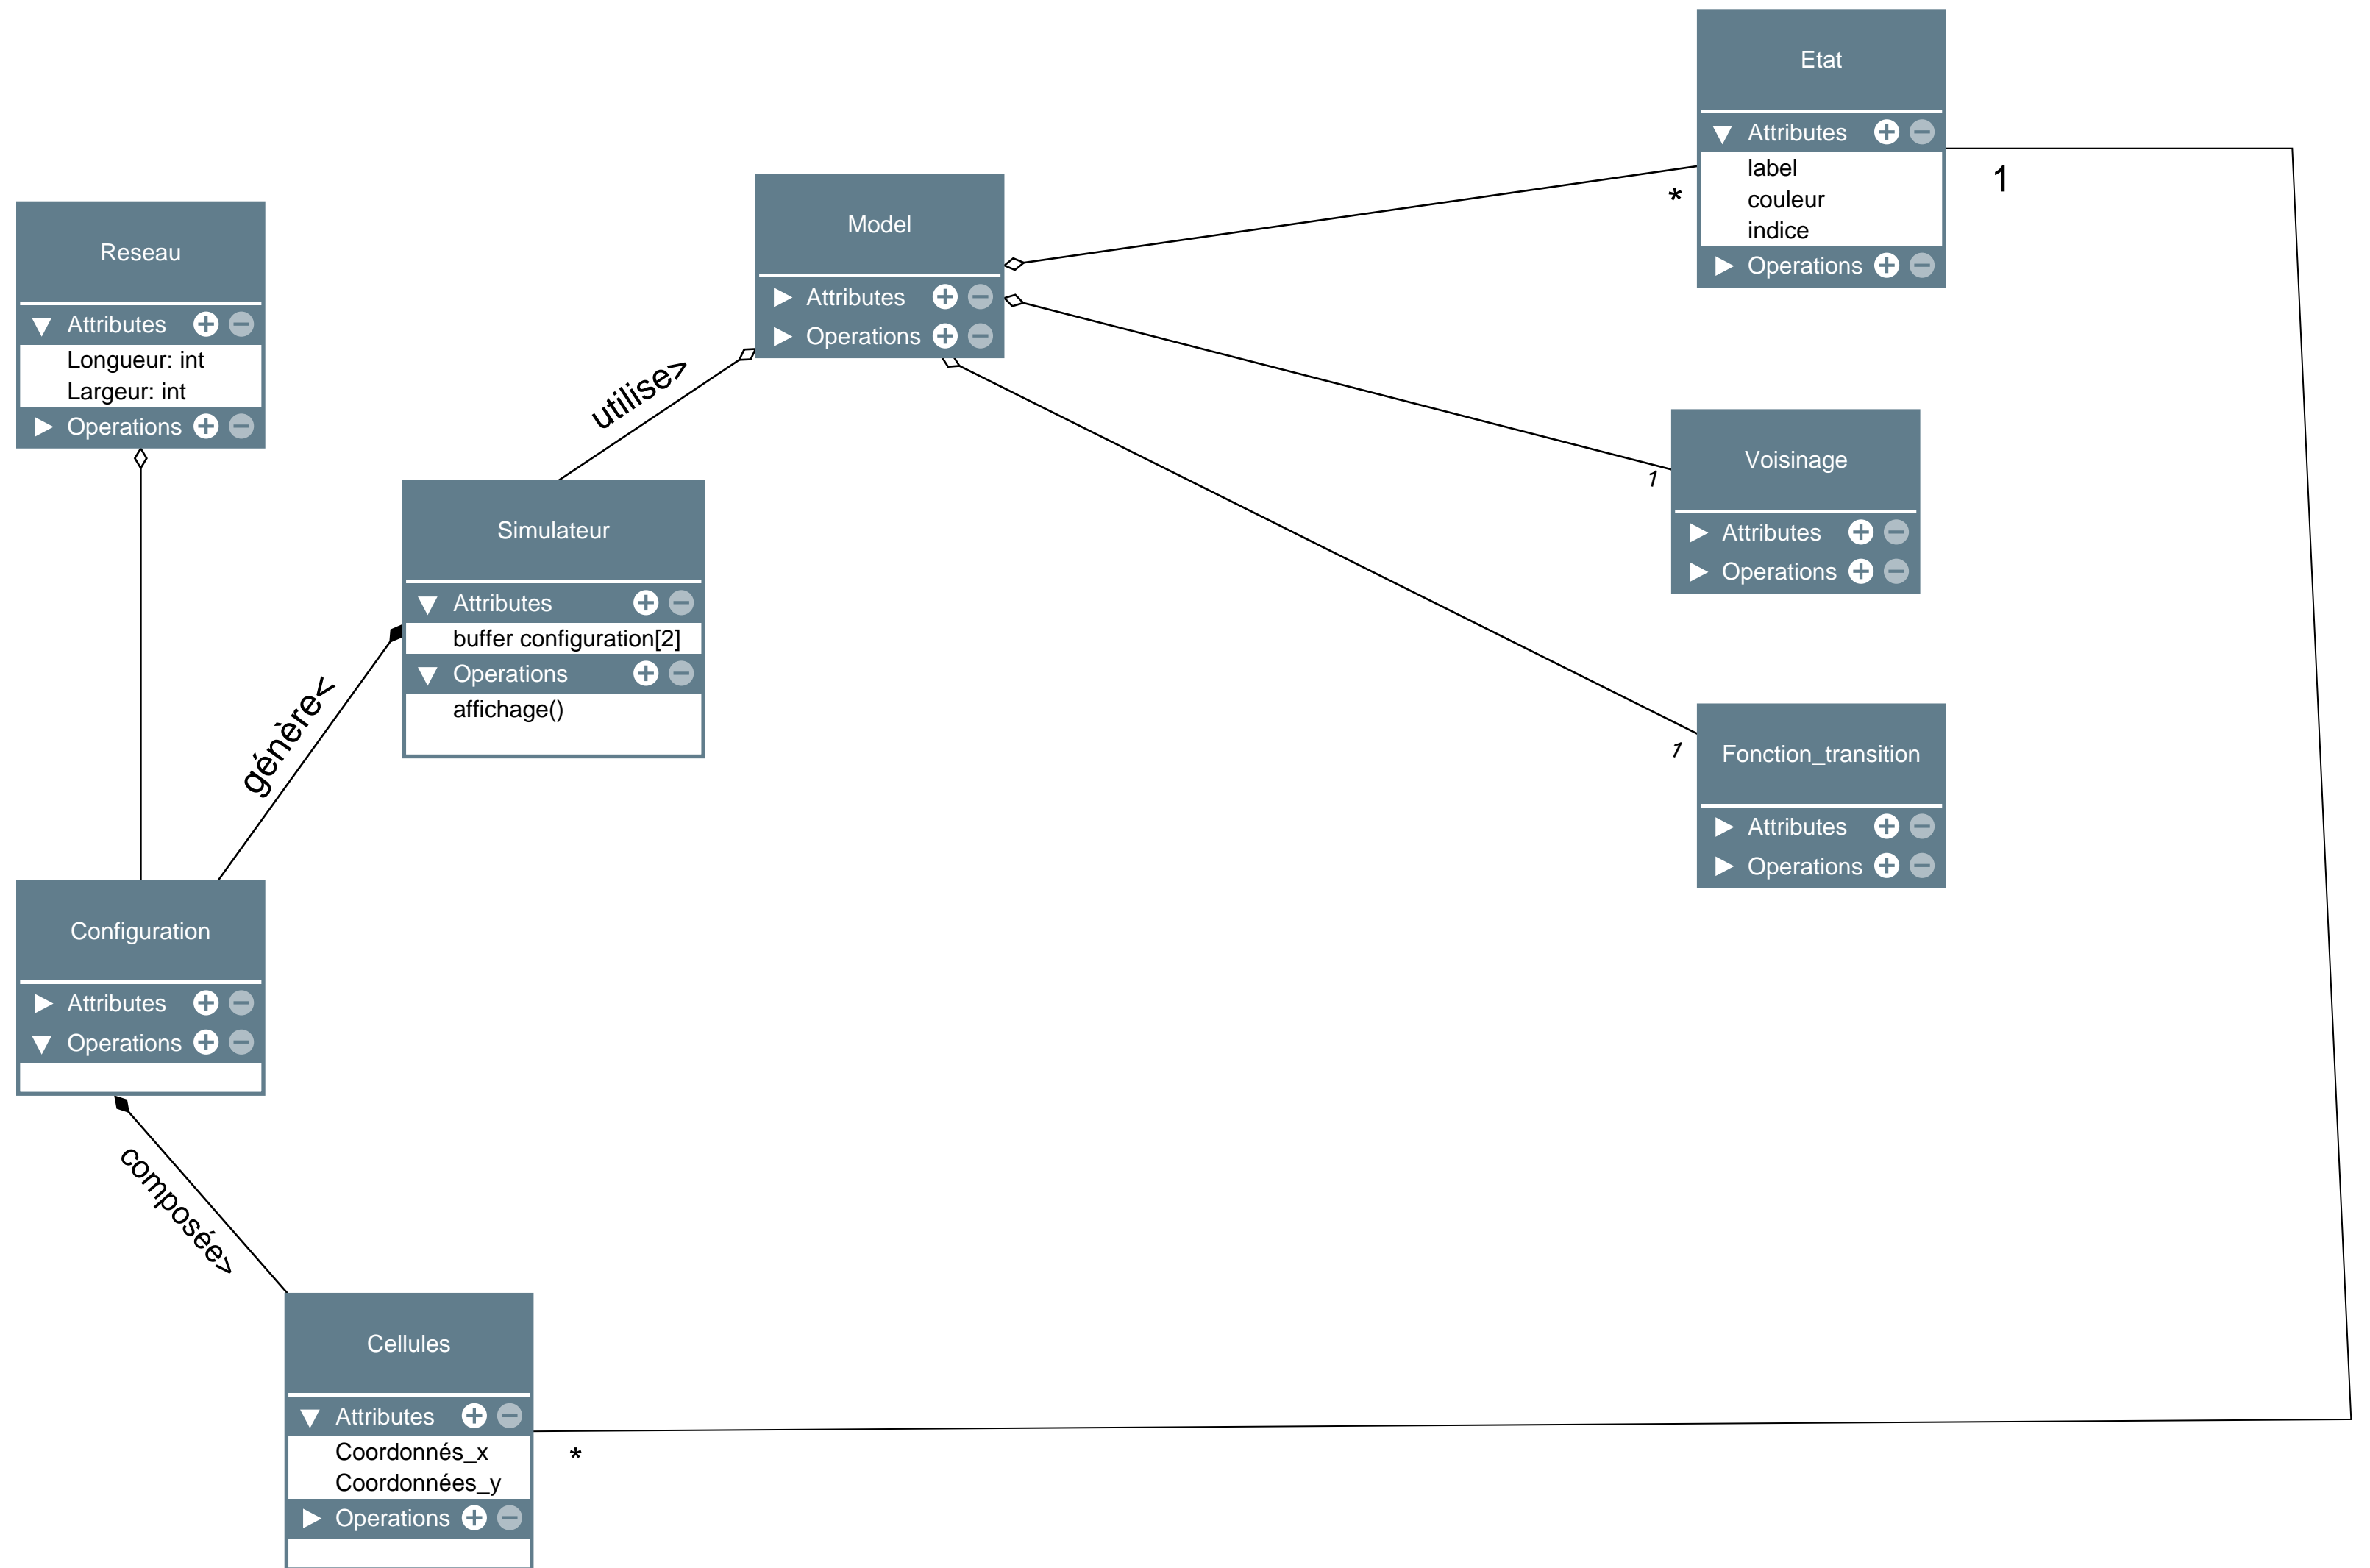 Etat
Attributes
label
couleur
indice
Operations
1
*
Model
Attributes
Operations
Reseau
Attributes
Longueur: int
Largeur: int
Operations
utilise>
Voisinage
Attributes
Operations
1
Simulateur
Attributes
buffer configuration[2]
Operations
affichage()
génère<
Fonction_transition
Attributes
Operations
1
Configuration
Attributes
Operations
composée>
Cellules
Attributes
Coordonnés_x
Coordonnées_y
Operations
*